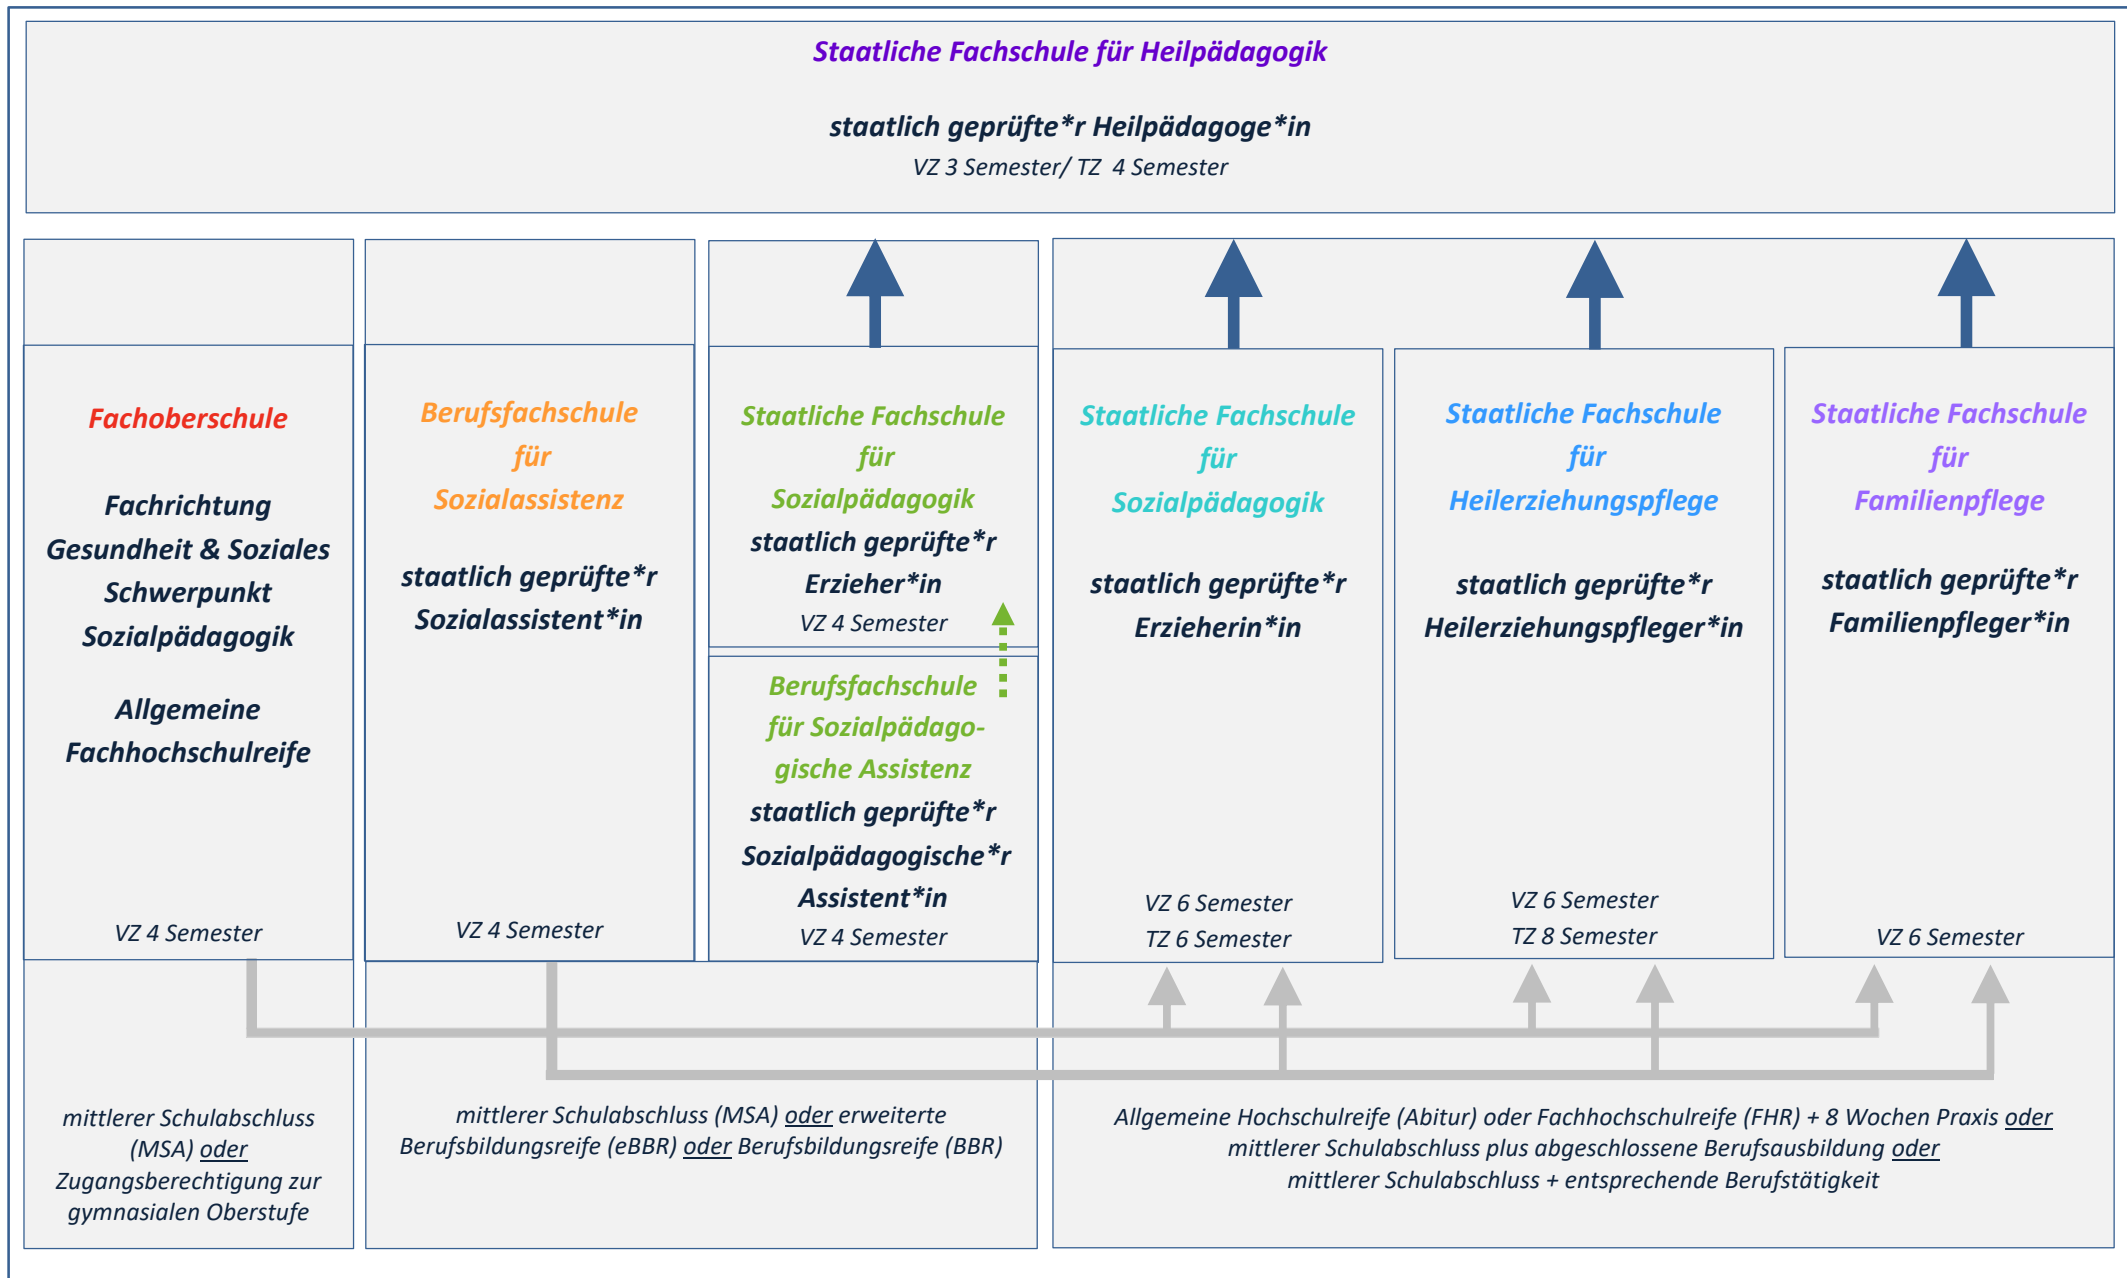 Staatliche Fachschule für Heilpädagogik
staatlich geprüfte*r Heilpädagoge*in
VZ 3 Semester/ TZ  4 Semester
Fachoberschule
Fachrichtung
Gesundheit & Soziales
Schwerpunkt
Sozialpädagogik
Allgemeine
Fachhochschulreife
VZ 4 Semester
mittlerer Schulabschluss
(MSA) oder
Zugangsberechtigung zur
gymnasialen Oberstufe
Berufsfachschule
für
Sozialassistenz
staatlich geprüfte*r
Sozialassistent*in
VZ 4 Semester
Staatliche Fachschule
für
Sozialpädagogik
staatlich geprüfte*r
Erzieher*in
VZ 4 Semester
Berufsfachschule
für Sozialpädago-
gische Assistenz
staatlich geprüfte*r
Sozialpädagogische*r
Assistent*in
VZ 4 Semester
mittlerer Schulabschluss (MSA) oder erweiterte
Berufsbildungsreife (eBBR) oder Berufsbildungsreife (BBR)
Staatliche Fachschule
für
Sozialpädagogik
staatlich geprüfte*r
Erzieherin*in
VZ 6 Semester
TZ 6 Semester
Staatliche Fachschule
für
Heilerziehungspflege
staatlich geprüfte*r
Heilerziehungspfleger*in
VZ 6 Semester
TZ 8 Semester
Staatliche Fachschule
für
Familienpflege
staatlich geprüfte*r
Familienpfleger*in
VZ 6 Semester
Allgemeine Hochschulreife (Abitur) oder Fachhochschulreife (FHR) + 8 Wochen Praxis oder
mittlerer Schulabschluss plus abgeschlossene Berufsausbildung oder
mittlerer Schulabschluss + entsprechende Berufstätigkeit